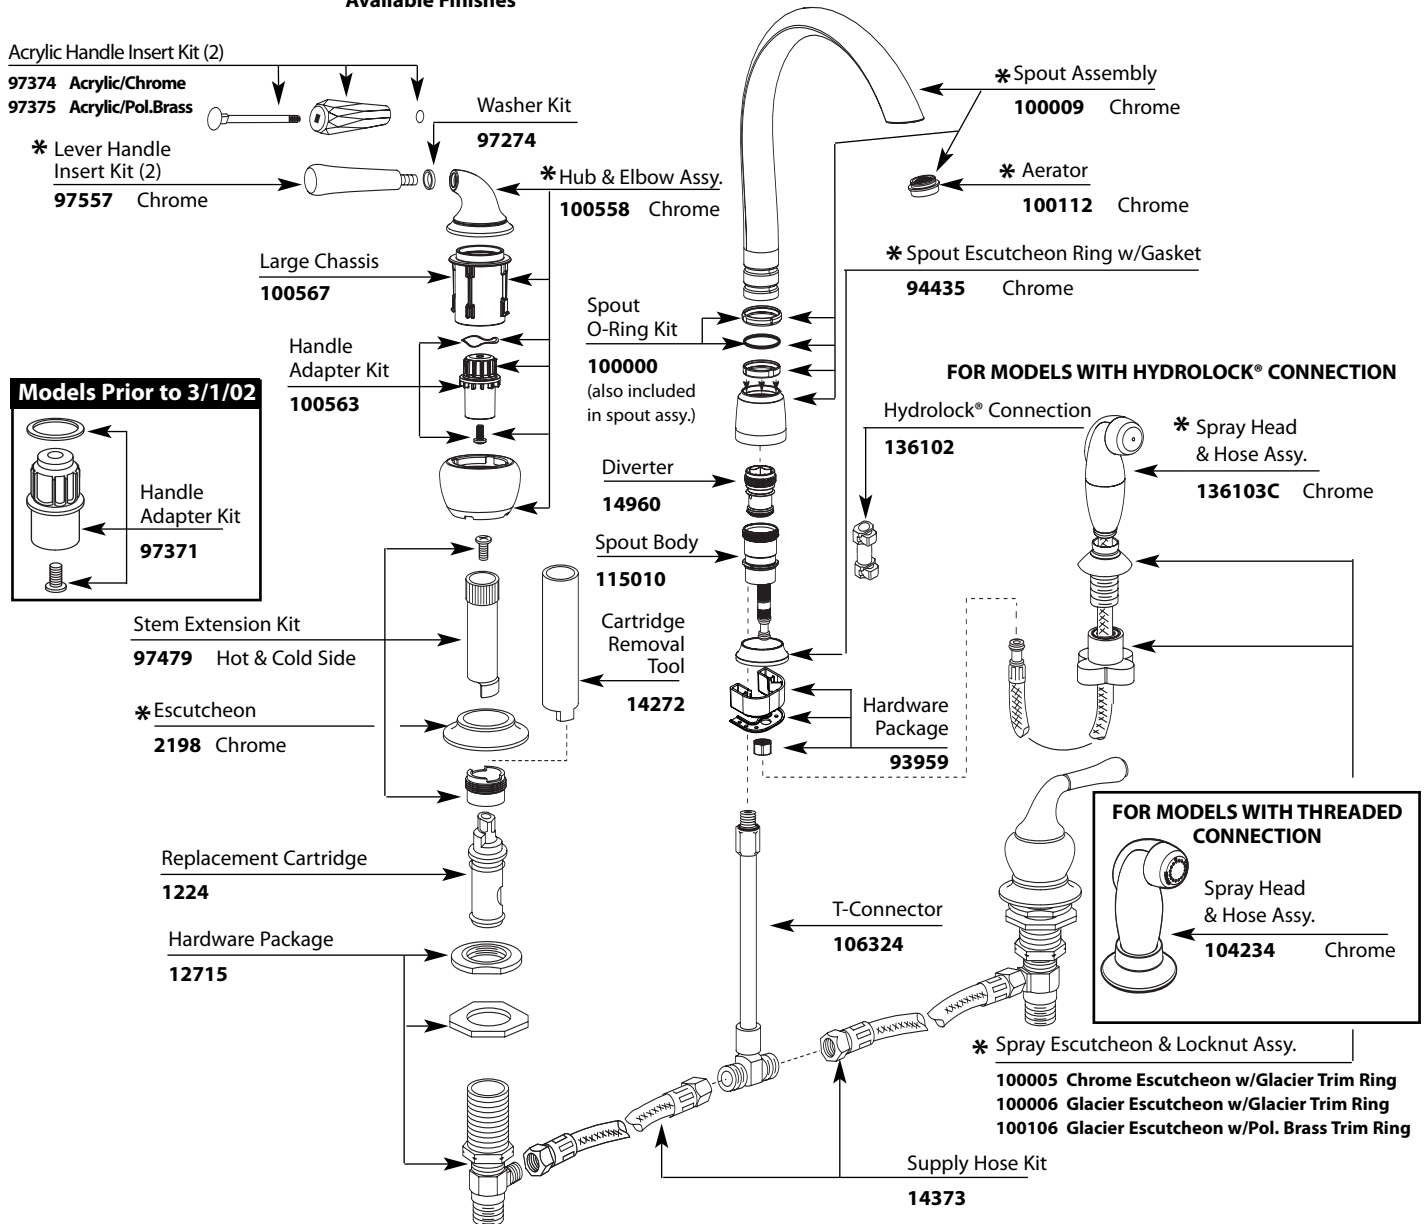 Available Finishes
Acrylic Handle Insert Kit (2)
97374 Acrylic/Chrome
97375 Acrylic/Pol.Brass
* Lever Handle
Insert Kit (2)
97557 Chrome
Washer Kit
97274
* Hub & Elbow Assy.
100558 Chrome
Large Chassis
100567
Handle
Adapter Kit
100563
Models Prior to 3/1/02
Handle
Adapter Kit
97371
Stem Extension Kit
97479 Hot & Cold Side
* Escutcheon
2198 Chrome
Replacement Cartridge
1224
Hardware Package
12715
Cartridge
Removal
Tool
14272
* Spout Assembly
100009 Chrome
* Aerator
100112 Chrome
* Spout Escutcheon Ring w/Gasket
94435 Chrome
Spout
O-Ring Kit
100000
(also included
in spout assy.)
Diverter
14960
Spout Body
115010
Hardware
Package
93959
FOR MODELS WITH HYDROLOCK® CONNECTION
Hydrolock® Connection
136102
* Spray Head
& Hose Assy.
136103C Chrome
T-Connector
106324
FOR MODELS WITH THREADED
CONNECTION
Spray Head
& Hose Assy.
104234 Chrome
* Spray Escutcheon & Locknut Assy.
100005 Chrome Escutcheon w/Glacier Trim Ring
100006 Glacier Escutcheon w/Glacier Trim Ring
100106 Glacier Escutcheon w/Pol. Brass Trim Ring
Supply Hose Kit
14373